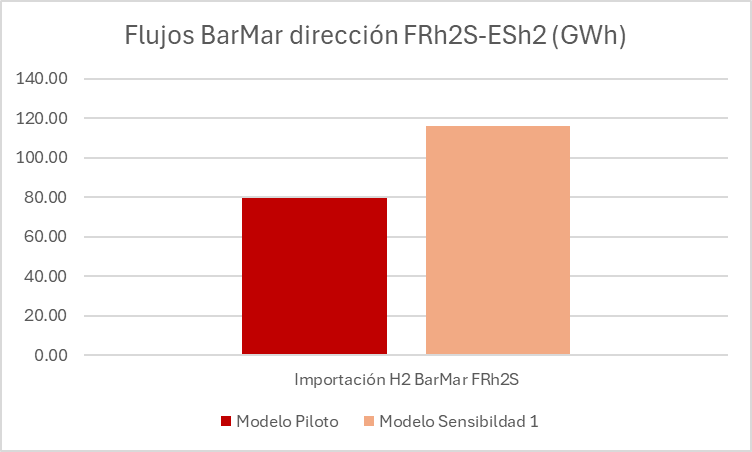 Flujos BarMar dirección FRh2S-ESh2 (GWh)
140.00
120.00
100.00
80.00
60.00
40.00
20.00
0.00
Importación H2 BarMar FRh2S
Modelo Piloto
Modelo Sensibildad 1